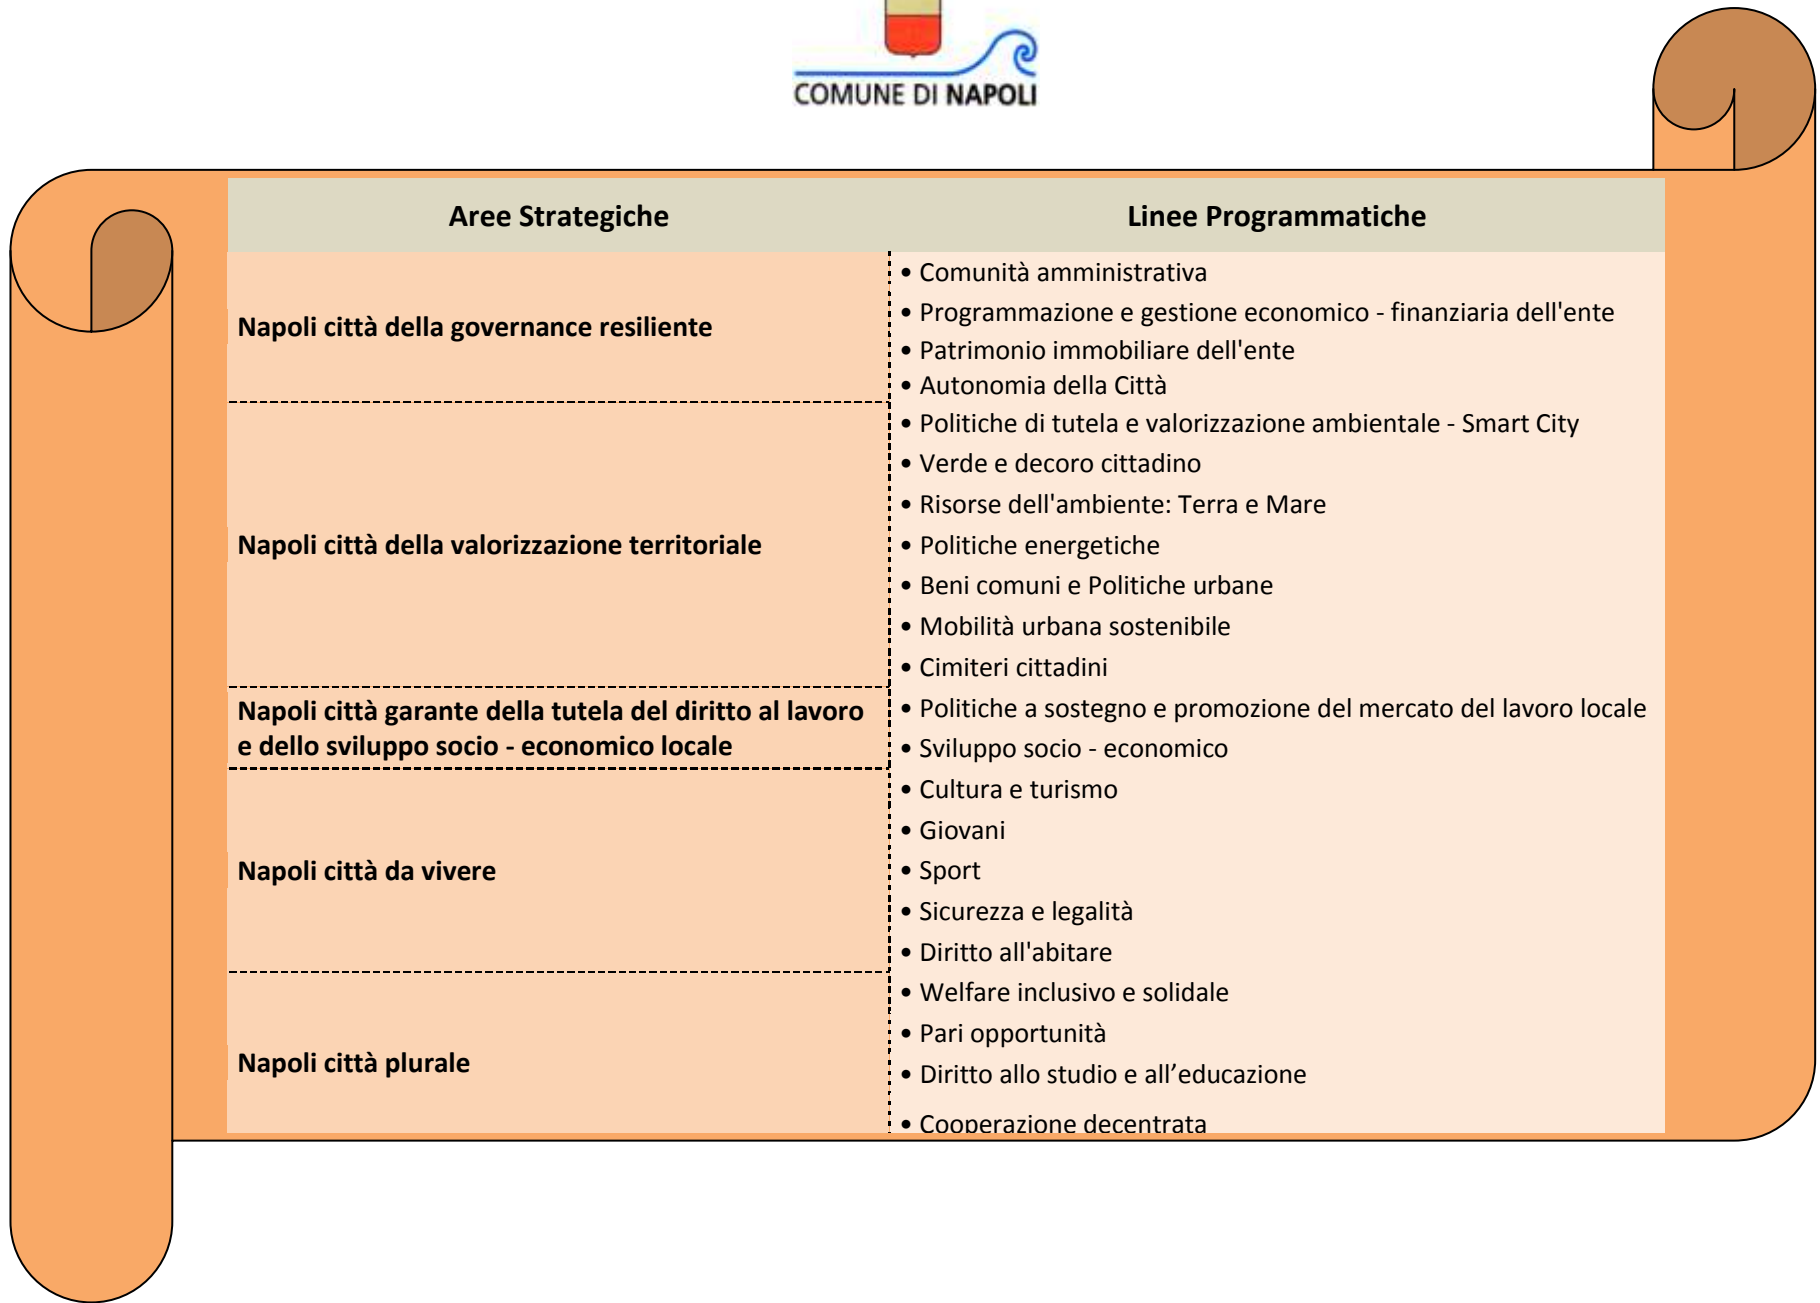 COMUNE DI NAPOLI
Aree Strategiche
Linee Programmatiche
Napoli città della governance resiliente
• Comunità amministrativa
• Programmazione e gestione economico - finanziaria dell'ente
• Patrimonio immobiliare dell'ente
• Autonomia della Città
Napoli città della valorizzazione territoriale
• Politiche di tutela e valorizzazione ambientale - Smart City
• Verde e decoro cittadino
• Risorse dell'ambiente: Terra e Mare
• Politiche energetiche
• Beni comuni e Politiche urbane
• Mobilità urbana sostenibile
• Cimiteri cittadini
Napoli città garante della tutela del diritto al lavoro
e dello sviluppo socio - economico locale
• Politiche a sostegno e promozione del mercato del lavoro locale
• Sviluppo socio - economico
Napoli città da vivere
• Cultura e turismo
• Giovani
• Sport
• Sicurezza e legalità
• Diritto all'abitare
Napoli città plurale
• Welfare inclusivo e solidale
• Pari opportunità
• Diritto allo studio e all’educazione
• Cooperazione decentrata